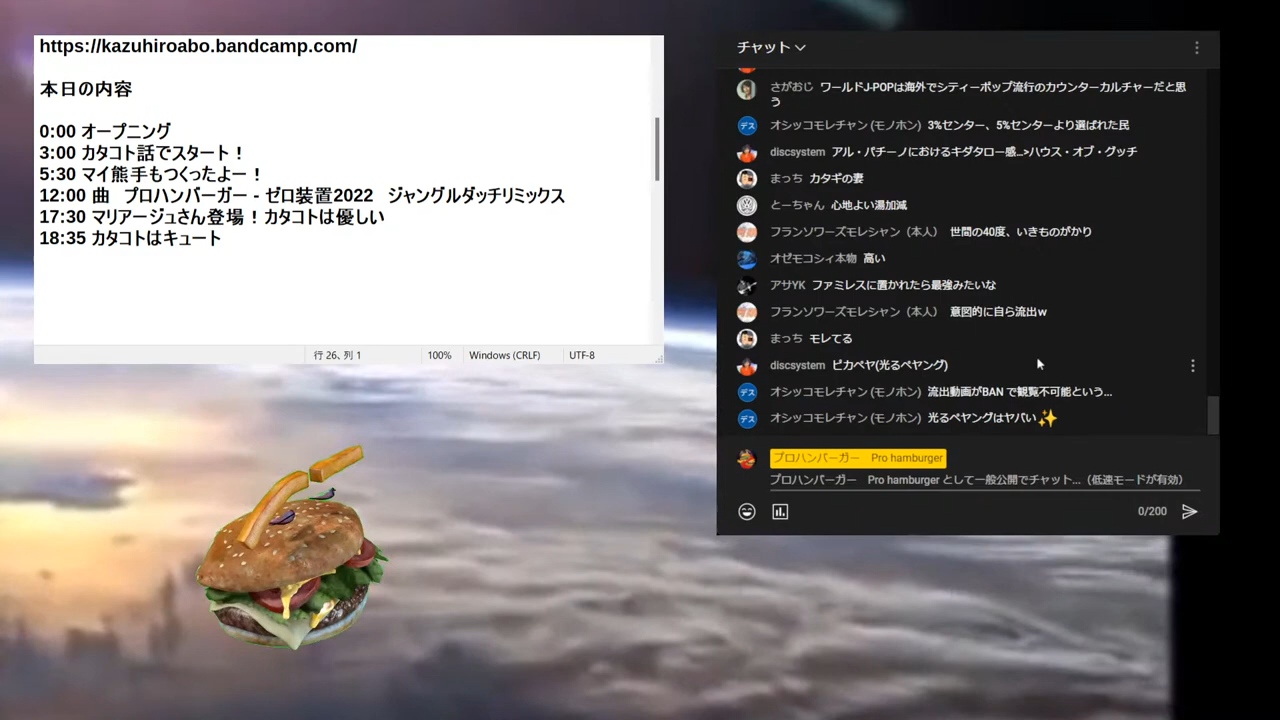 https://kazuhiroabo.bandcamp.com/
本日の内容
0:00 オープニング
3:00 カタコト話でスタート！
5:30 マイ熊手もつくったよー！
12:00 曲　プロハンバーガー - ゼロ装置2022　ジャングルダッチリミックス
17:30 マリアージュさん登場！カタコトは優しい
18:35 カタコトはキュート
行 26、列 1
100%
Windows (CRLF)
UTF-8
チャット
さがおじ ワールドJ-POPは海外でシティーポップ流行のカウンターカルチャーだと思
う
オシッコモレチャン (モノホン) 3%センター、5%センターより選ばれた民
discsystem アル・パチーノにおけるキダタロー感...>ハウス・オブ・グッチ
まっち カタギの妻
とーちゃん 心地よい湯加減
フランソワーズモレシャン（本人） 世間の40度、いきものがかり
オゼモコシィ本物 高い
アサYK ファミレスに置かれたら最強みたいな
フランソワーズモレシャン（本人） 意図的に自ら流出w
まっち モレてる
discsystem ピカペヤ(光るペヤング)
オシッコモレチャン (モノホン) 流出動画がBAN で観覧不可能という...
オシッコモレチャン (モノホン) 光るペヤングはヤバい✨
プロハンバーガー　Pro hamburger
プロハンバーガー　Pro hamburger として一般公開でチャット...（低速モードが有効）
0/200